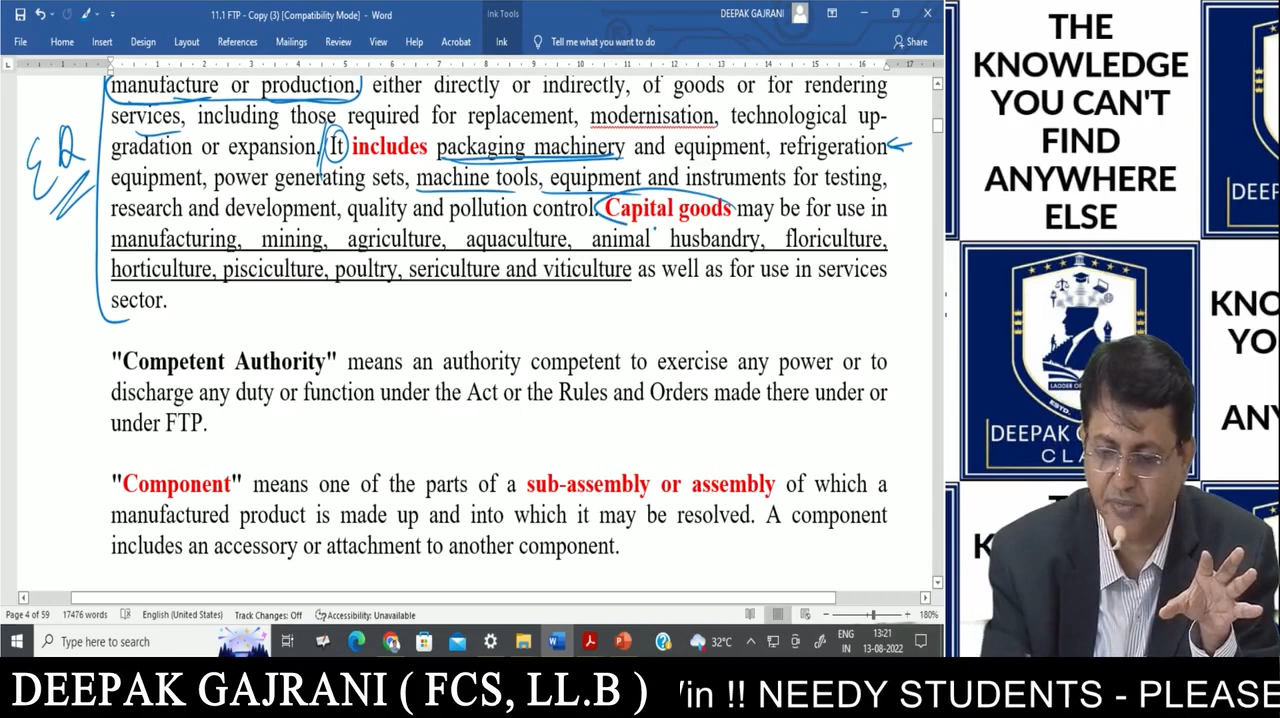 11.1 FTP - Copy (3) [Compatibility Mode] - Word
Ink Tools
DEEPAK GAJRANI
File Home Insert Design Layout References Mailings Review View Help Acrobat Ink Tell me what you want to do Share
manufacture or production, either directly or indirectly, of goods or for rendering
services, including those required for replacement, modernisation, technological up-
gradation or expansion. It includes packaging machinery and equipment, refrigeration
equipment, power generating sets, machine tools, equipment and instruments for testing,
research and development, quality and pollution control. Capital goods may be for use in
manufacturing, mining, agriculture, aquaculture, animal husbandry, floriculture,
horticulture, pisciculture, poultry, sericulture and viticulture as well as for use in services
sector.
"Competent Authority" means an authority competent to exercise any power or to
discharge any duty or function under the Act or the Rules and Orders made there under or
under FTP.
"Component" means one of the parts of a sub-assembly or assembly of which a
manufactured product is made up and into which it may be resolved. A component
includes an accessory or attachment to another component.
Page 4 of 59 17476 words English (United States) Track Changes: Off Accessibility: Unavailable 180%
Type here to search
32°C
ENG
IN
13:21
13-08-2022
THE
KNOWLEDGE
YOU CAN'T
FIND
ANYWHERE
ELSE
DEEP
KNO
YO
ANY
DEEPAK G
CLA
DEEPAK GAJRANI ( FCS, LL.B ) in !! NEEDY STUDENTS - PLEASE